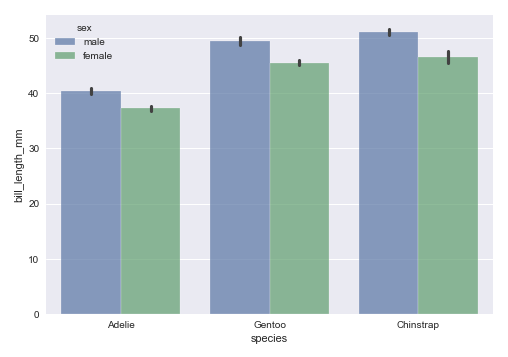 sex
male
female
50
40
30
20
10
0
bill_length_mm
Adelie
Gentoo
Chinstrap
species